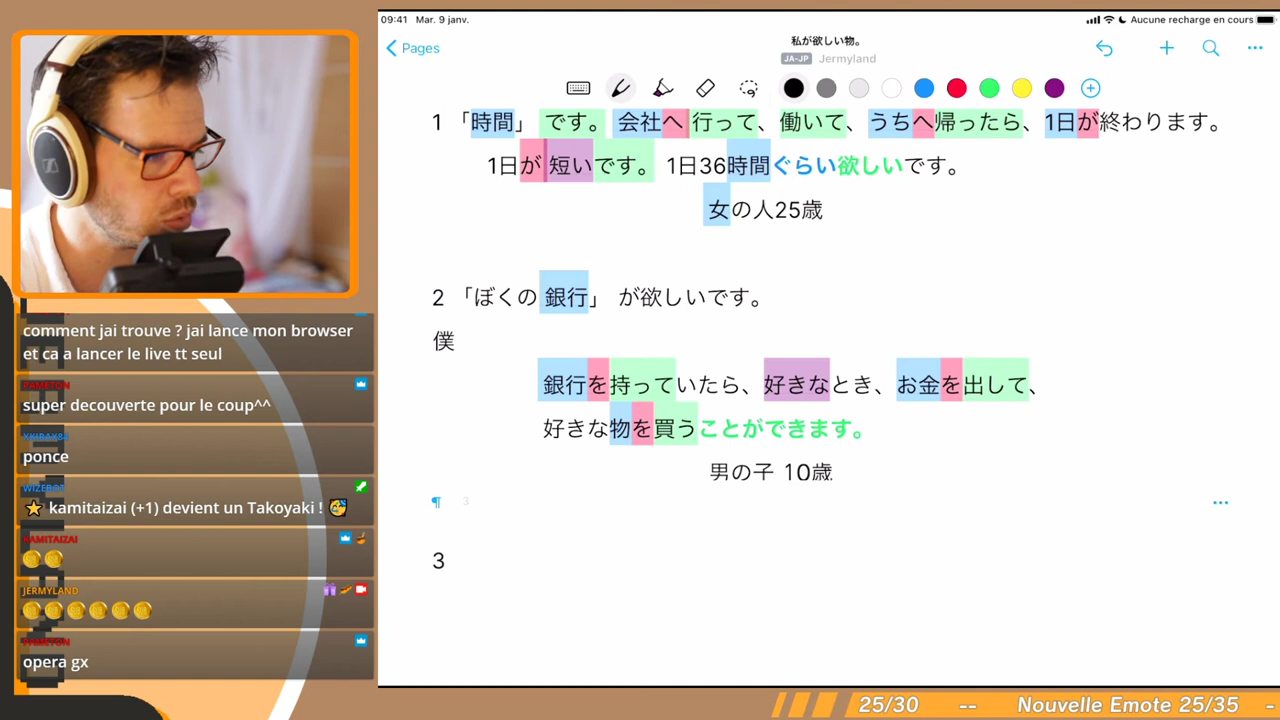 09:41 Mar. 9 janv.
Aucune recharge en cours
Pages
私が欲しい物。
JA-JP Jermyland
1 「時間」 です。 会社へ 行って、働いて、うちへ帰ったら、1日が終わります。
1日が 短いです。 1日36時間ぐらい欲しいです。
女の人25歳
2 「ぼくの 銀行」 が欲しいです。
僕
銀行を持っていたら、好きなとき、お金を出して、
好きな物を買うことができます。
男の子 10歳
¶ 3
3
comment jai trouve ? jai lance mon browser
et ca a lancer le live tt seul
super decouverte pour le coup^^
ponce
kamitaizai (+1) devient un Takoyaki !
KAMITAIZAI
JERMYLAND
opera gx
25/30 -- Nouvelle Emote 25/35 -